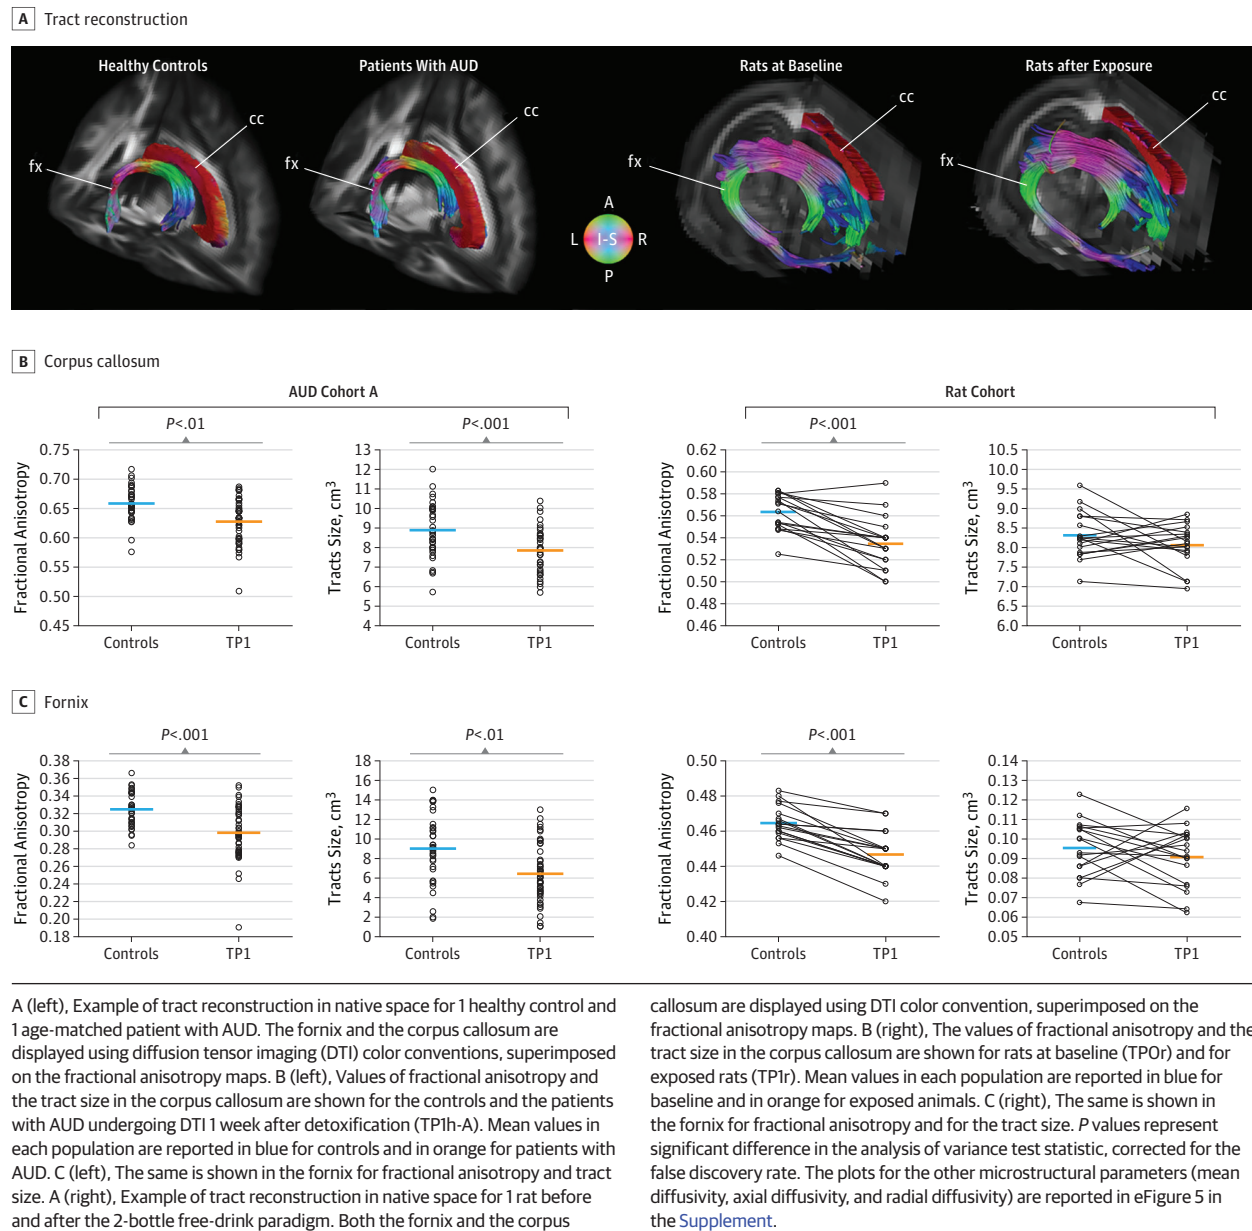 A Tract reconstruction
Healthy Controls
Patients With AUD
Rats at Baseline
Rats after Exposure
cc
fx
cc
fx
cc
fx
cc
fx
A
L I-S R
P
B Corpus callosum
AUD Cohort A
Rat Cohort
P<.01
Fractional Anisotropy
0.75
0.70
0.65
0.60
0.55
0.50
0.45
Controls TP1
P<.001
Tracts Size, cm³
13
12
11
10
9
8
7
6
5
4
Controls TP1
P<.001
Fractional Anisotropy
0.62
0.60
0.58
0.56
0.54
0.52
0.50
0.48
0.46
Controls TP1
Tracts Size, cm³
10.5
10.0
9.5
9.0
8.5
8.0
7.5
7.0
6.5
6.0
Controls TP1
C Fornix
P<.001
Fractional Anisotropy
0.38
0.36
0.34
0.32
0.30
0.28
0.26
0.24
0.22
0.20
0.18
Controls TP1
P<.01
Tracts Size, cm³
18
16
14
12
10
8
6
4
2
0
Controls TP1
P<.001
Fractional Anisotropy
0.50
0.48
0.46
0.44
0.42
0.40
Controls TP1
Tracts Size, cm³
0.14
0.13
0.12
0.11
0.10
0.09
0.08
0.07
0.06
0.05
Controls TP1
A (left), Example of tract reconstruction in native space for 1 healthy control and
1 age-matched patient with AUD. The fornix and the corpus callosum are
displayed using diffusion tensor imaging (DTI) color conventions, superimposed
on the fractional anisotropy maps. B (left), Values of fractional anisotropy and
the tract size in the corpus callosum are shown for the controls and the patients
with AUD undergoing DTI 1 week after detoxification (TP1h-A). Mean values in
each population are reported in blue for controls and in orange for patients with
AUD. C (left), The same is shown in the fornix for fractional anisotropy and tract
size. A (right), Example of tract reconstruction in native space for 1 rat before
and after the 2-bottle free-drink paradigm. Both the fornix and the corpus
callosum are displayed using DTI color convention, superimposed on the
fractional anisotropy maps. B (right), The values of fractional anisotropy and the
tract size in the corpus callosum are shown for rats at baseline (TP0r) and for
exposed rats (TP1r). Mean values in each population are reported in blue for
baseline and in orange for exposed animals. C (right), The same is shown in
the fornix for fractional anisotropy and for the tract size. P values represent
significant difference in the analysis of variance test statistic, corrected for the
false discovery rate. The plots for the other microstructural parameters (mean
diffusivity, axial diffusivity, and radial diffusivity) are reported in eFigure 5 in
the Supplement.